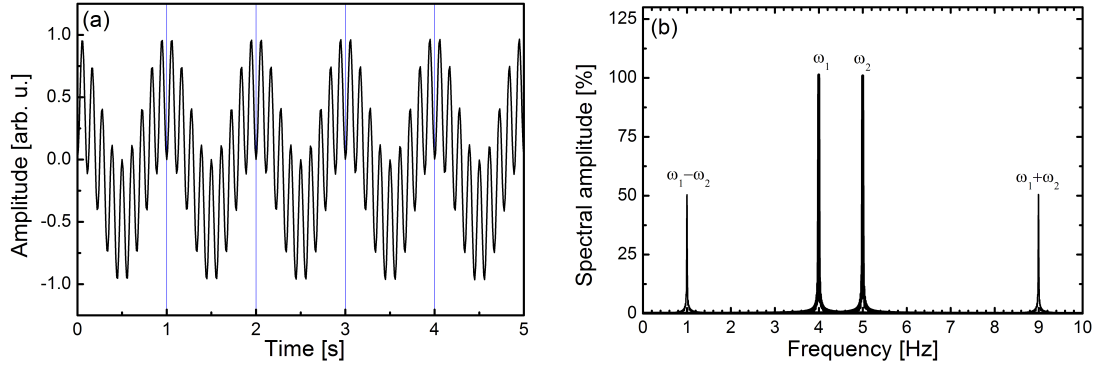 (a)
Amplitude [arb. u.]
1.0
0.5
0.0
-0.5
-1.0
0 1 2 3 4 5
Time [s]
(b)
Spectral amplitude [%]
125
100
75
50
25
0
ω₁−ω₂
ω₁ ω₂
ω₁+ω₂
0 1 2 3 4 5 6 7 8 9 10
Frequency [Hz]